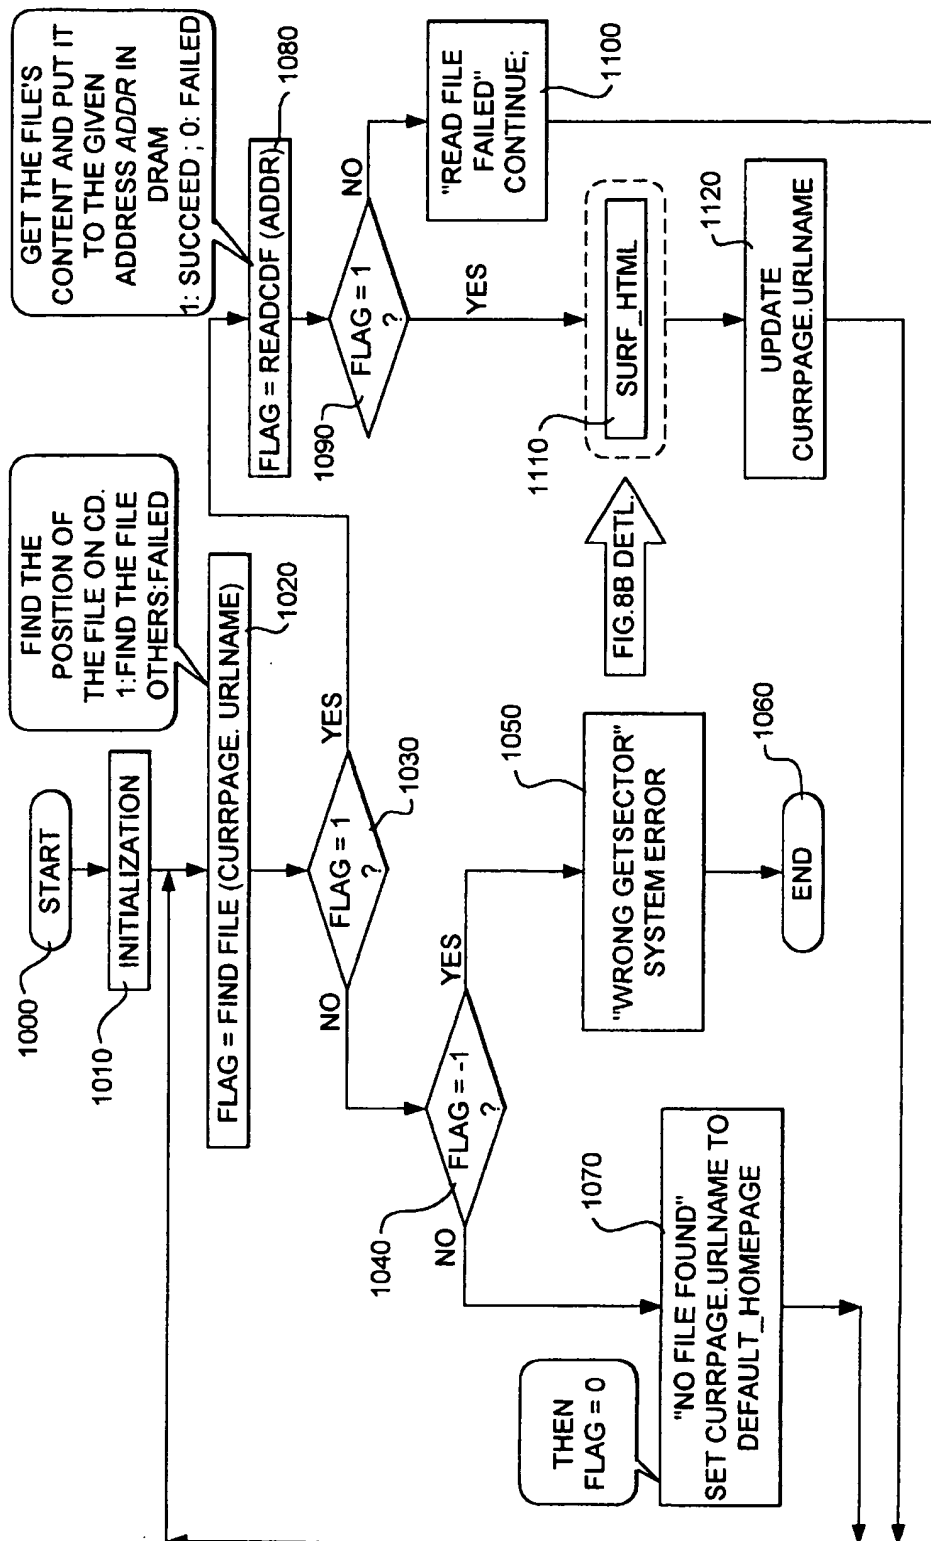 START
1000
INITIALIZATION
1010
FIND THE
POSITION OF
THE FILE ON CD.
1:FIND THE FILE
OTHERS:FAILED
FLAG = FIND FILE (CURRPAGE. URLNAME)
1020
FLAG = 1
?
1030
YES
NO
FLAG = -1
?
1040
YES
NO
"WRONG GETSECTOR"
SYSTEM ERROR
1050
END
1060
THEN
FLAG = 0
"NO FILE FOUND"
SET CURRPAGE.URLNAME TO
DEFAULT_HOMEPAGE
1070
GET THE FILE'S
CONTENT AND PUT IT
TO THE GIVEN
ADDRESS ADDR IN
DRAM
1: SUCCEED ; 0: FAILED
FLAG = READCDF (ADDR)
1080
FLAG = 1
?
1090
NO
YES
"READ FILE
FAILED"
CONTINUE;
1100
SURF_HTML
1110
FIG.8B DETL.
UPDATE
CURRPAGE.URLNAME
1120